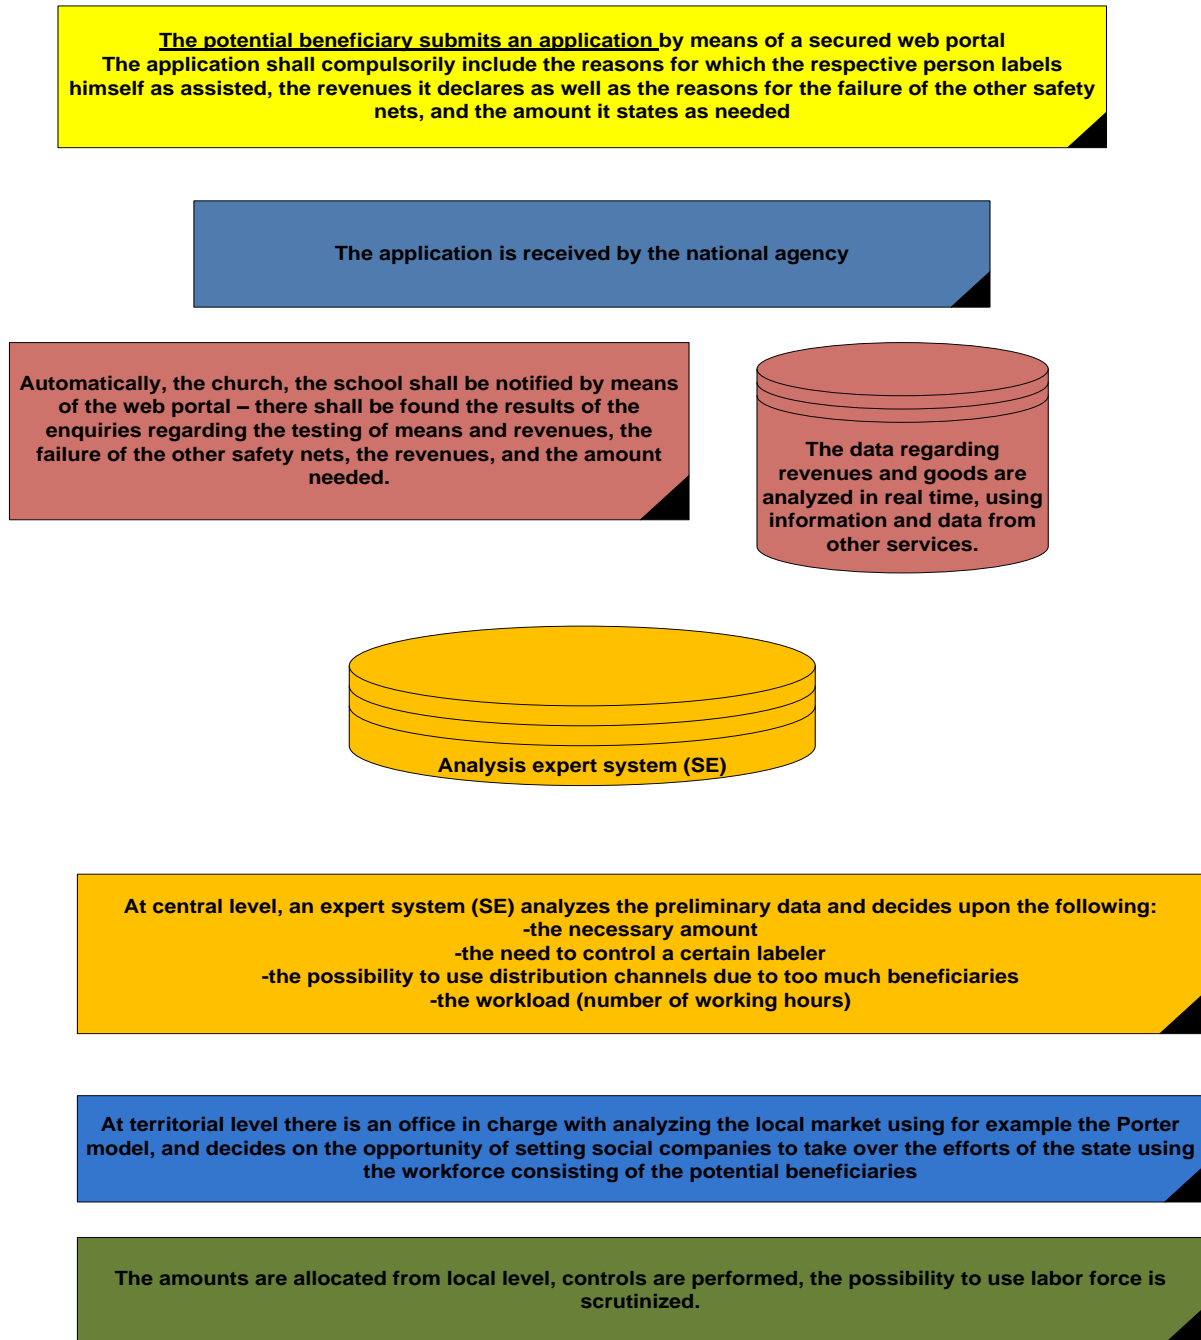 The potential beneficiary submits an application by means of a secured web portal
The application shall compulsorily include the reasons for which the respective person labels
himself as assisted, the revenues it declares as well as the reasons for the failure of the other safety
nets, and the amount it states as needed
The application is received by the national agency
Automatically, the church, the school shall be notified by means
of the web portal – there shall be found the results of the
enquiries regarding the testing of means and revenues, the
failure of the other safety nets, the revenues, and the amount
needed.
The data regarding
revenues and goods are
analyzed in real time, using
information and data from
other services.
Analysis expert system (SE)
At central level, an expert system (SE) analyzes the preliminary data and decides upon the following:
-the necessary amount
-the need to control a certain labeler
-the possibility to use distribution channels due to too much beneficiaries
-the workload (number of working hours)
At territorial level there is an office in charge with analyzing the local market using for example the Porter
model, and decides on the opportunity of setting social companies to take over the efforts of the state using
the workforce consisting of the potential beneficiaries
The amounts are allocated from local level, controls are performed, the possibility to use labor force is
scrutinized.